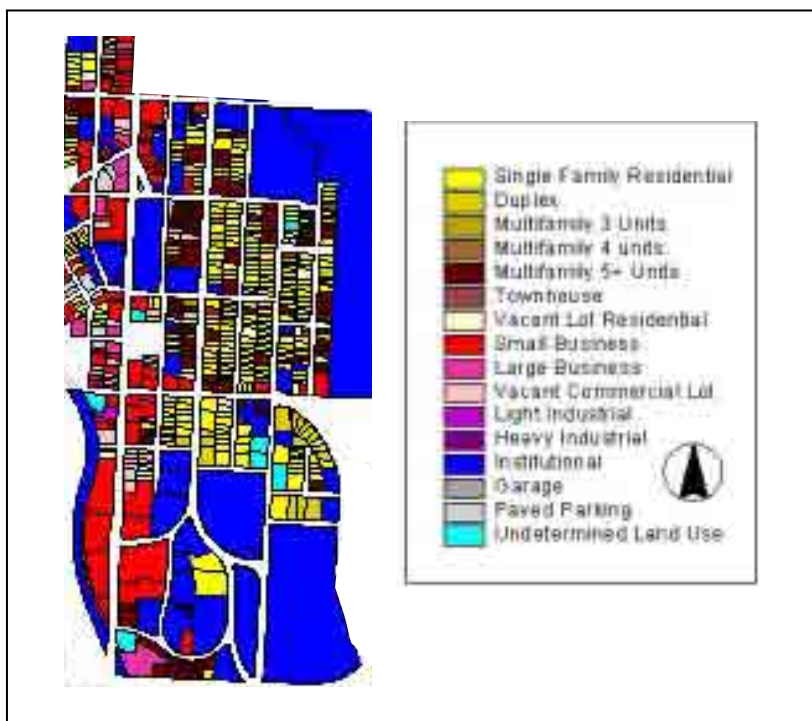 Single Family Residential
Duplex
Multifamily 3 Units
Multifamily 4 units
Multifamily 5+ Units
Townhouse
Vacant Lot Residential
Small Business
Large Business
Vacant Commercial Lot
Light Industrial
Heavy Industrial
Institutional
Garage
Paved Parking
Undetermined Land Use